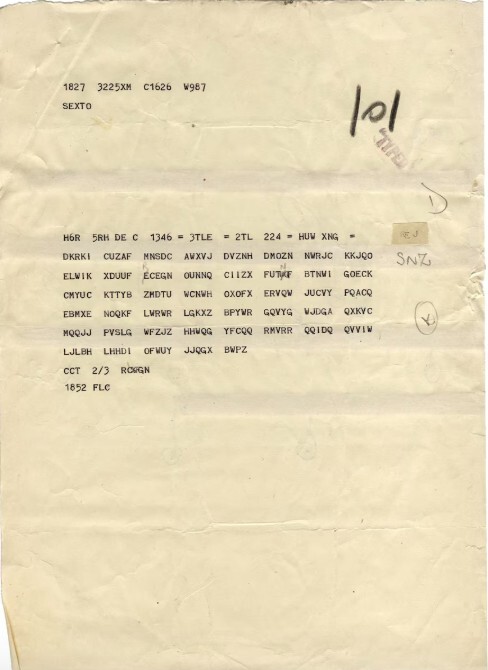 1827 3225XM C1626 W987
SEXTO
101
TYPEX
D
H6R 5RH DE C 1346 = 3TLE = 2TL 224 = HUW XNG =
IEJ
DKRKI CUZAF MNSDC AWXVJ DVZNH DMOZN NWRJC KKJQO
SNZ
K N
ELWIK XDUUF ECEGN OUNNQ CIIZX FUTKF BTNWI GOECK
CMYUC KTTYB ZMDTU WCNWH OXOFX ERVQW JUCVY PQACQ
EBMXE NOQKF LWRWR LGKXZ BPYWR GQVYG WJDGA QXKVC
MQQJJ PVSLG WFZJZ HHWQG YFCQQ RMVRR QQIDQ QVVIW
LJLBH LHHDI OFWUY JJQGX BWPZ
CCT 2/3
1852 FLC